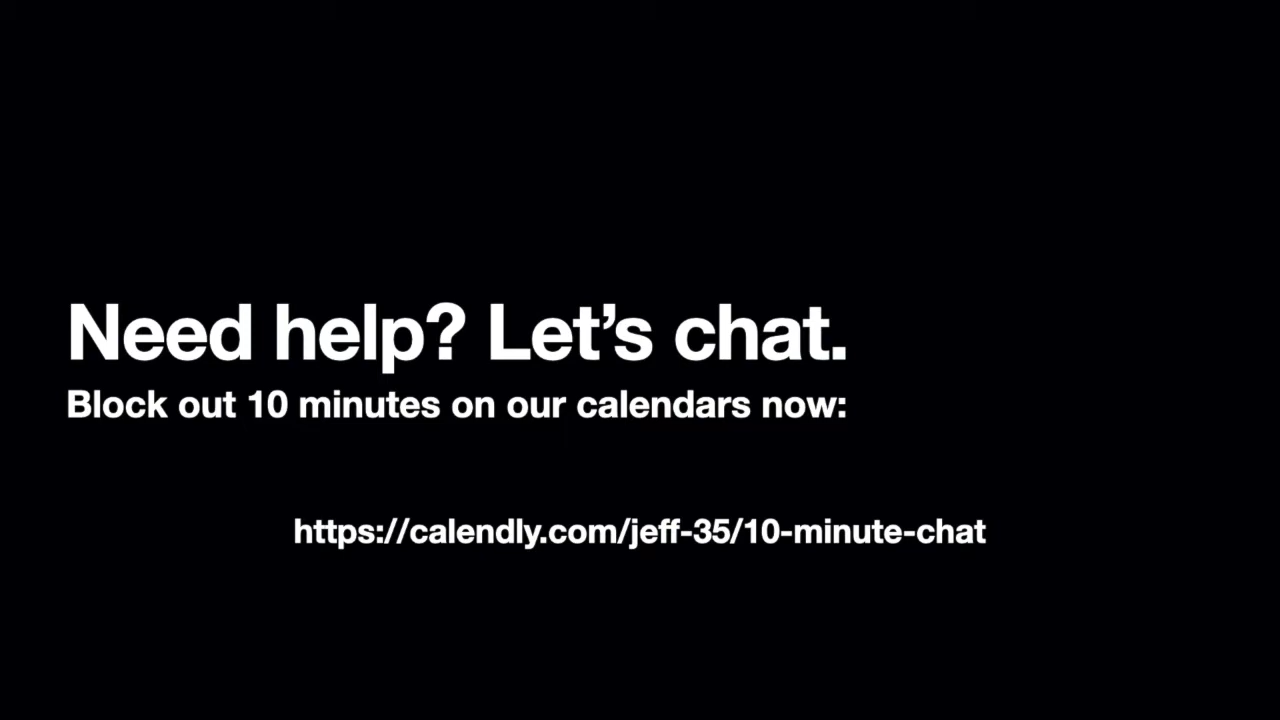 Need help? Let’s chat.
Block out 10 minutes on our calendars now:
https://calendly.com/jeff-35/10-minute-chat